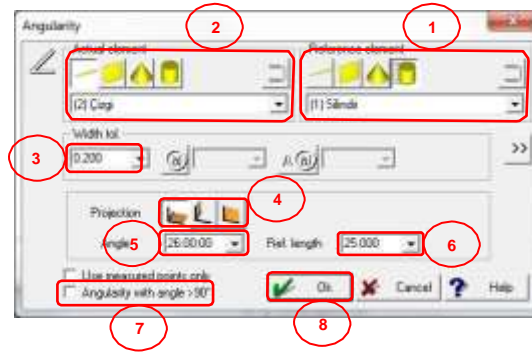 Angularity
2
1
Actual element
Reference element
(2) Çizgi
(1) Silindir
Width tol.
3
0.200
>>
4
Projection
5
Angle
26:00:00
Ref. length
25.000
6
Use measured points only
Angularity with angle >90°
Ok
Cancel
Help
7
8